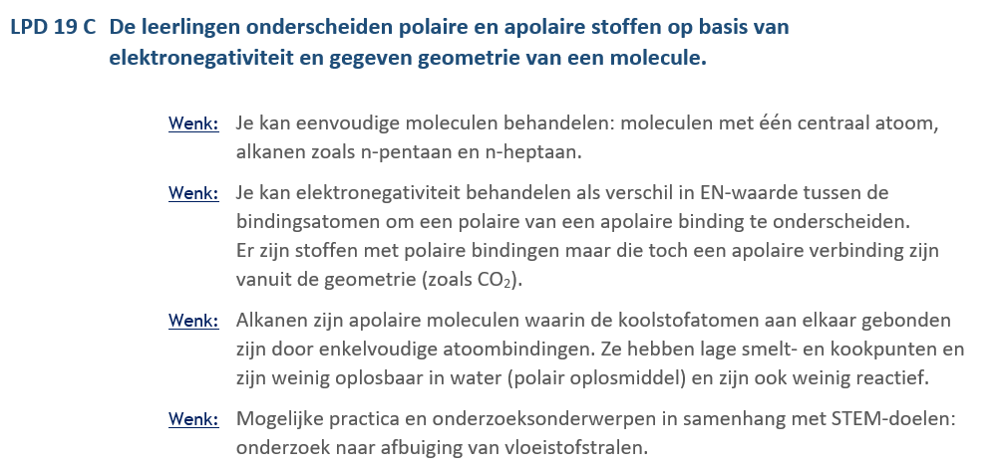 LPD 19 C De leerlingen onderscheiden polaire en apolaire stoffen op basis van
elektronegativiteit en gegeven geometrie van een molecule.
Wenk: Je kan eenvoudige moleculen behandelen: moleculen met één centraal atoom,
alkanen zoals n-pentaan en n-heptaan.
Wenk: Je kan elektronegativiteit behandelen als verschil in EN-waarde tussen de
bindingsatomen om een polaire van een apolaire binding te onderscheiden.
Er zijn stoffen met polaire bindingen maar die toch een apolaire verbinding zijn
vanuit de geometrie (zoals CO₂).
Wenk: Alkanen zijn apolaire moleculen waarin de koolstofatomen aan elkaar gebonden
zijn door enkelvoudige atoombindingen. Ze hebben lage smelt- en kookpunten en
zijn weinig oplosbaar in water (polair oplosmiddel) en zijn ook weinig reactief.
Wenk: Mogelijke practica en onderzoeksonderwerpen in samenhang met STEM-doelen:
onderzoek naar afbuiging van vloeistofstralen.